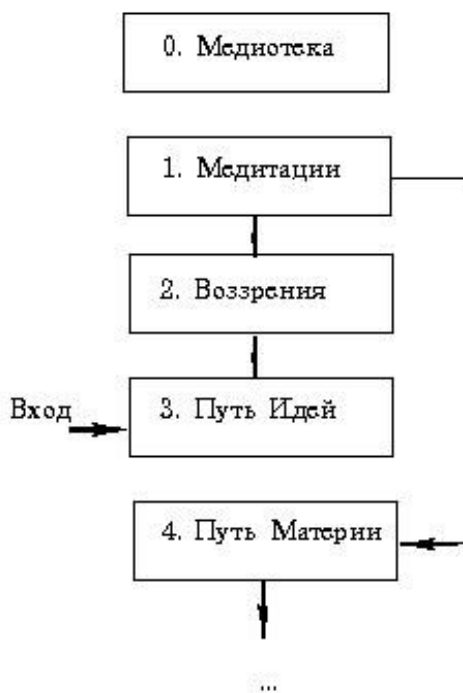 0. Медиотека
1. Медитации
2. Воззрения
Вход
3. Путь Идей
4. Путь Материи
...